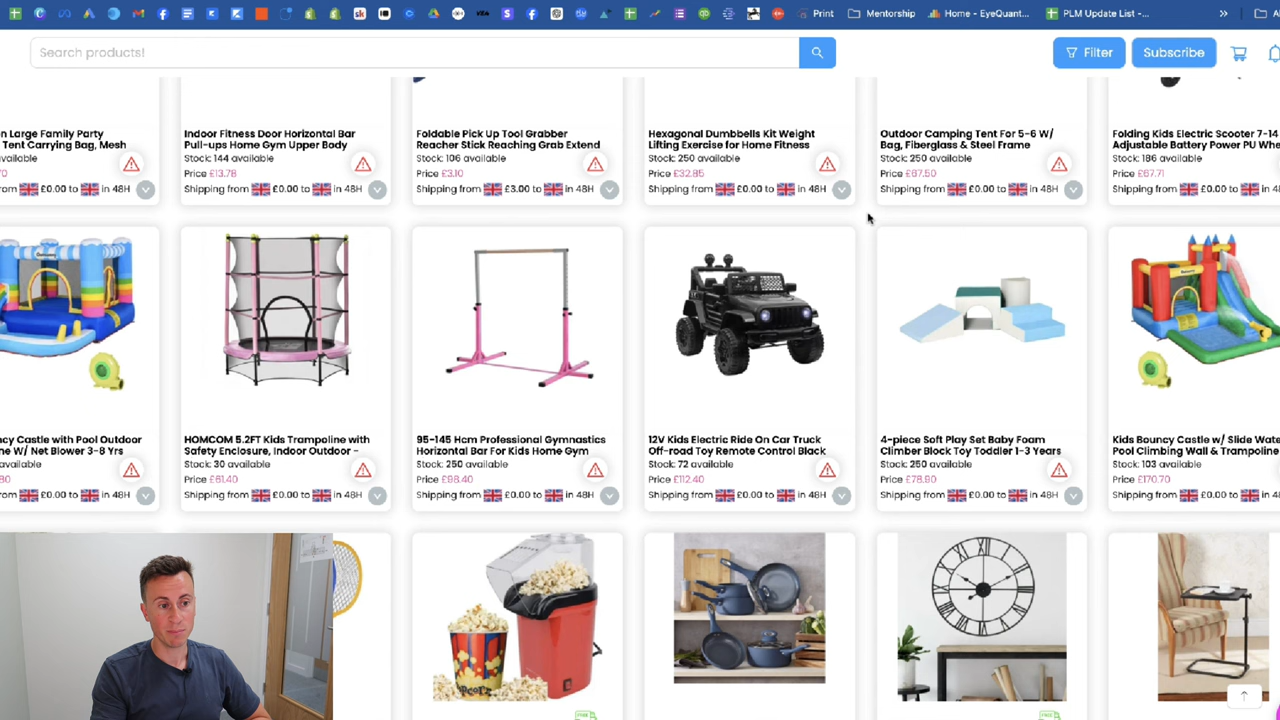 Print
Mentorship
Home - EyeQuant...
PLM Update List -...
»
Search products!
Filter
Subscribe
n Large Family Party
Tent Carrying Bag, Mesh
vailable
70
om £0.00 to in 48H
Indoor Fitness Door Horizontal Bar
Pull-ups Home Gym Upper Body
Stock: 144 available
Price £13.78
Shipping from £0.00 to in 48H
Foldable Pick Up Tool Grabber
Reacher Stick Reaching Grab Extend
Stock: 106 available
Price £3.10
Shipping from £3.00 to in 48H
Hexagonal Dumbbells Kit Weight
Lifting Exercise for Home Fitness
Stock: 250 available
Price £32.85
Shipping from £0.00 to in 48H
Outdoor Camping Tent For 5-6 W/
Bag, Fiberglass & Steel Frame
Stock: 250 available
Price £67.50
Shipping from £0.00 to in 48H
Folding Kids Electric Scooter 7-14
Adjustable Battery Power PU Whe
Stock: 186 available
Price £67.71
Shipping from £0.00 to in 4
ncy Castle with Pool Outdoor
e W/ Net Blower 3-8 Yrs
available
80
om £0.00 to in 48H
HOMCOM 5.2FT Kids Trampoline with
Safety Enclosure, Indoor Outdoor -
Stock: 30 available
Price £61.40
Shipping from £0.00 to in 48H
95-145 Hcm Professional Gymnastics
Horizontal Bar For Kids Home Gym
Stock: 250 available
Price £98.40
Shipping from £0.00 to in 48H
12V Kids Electric Ride On Car Truck
Off-road Toy Remote Control Black
Stock: 72 available
Price £112.40
Shipping from £0.00 to in 48H
4-piece Soft Play Set Baby Foam
Climber Block Toy Toddler 1-3 Years
Stock: 250 available
Price £78.90
Shipping from £0.00 to in 48H
Kids Bouncy Castle w/ Slide Wate
Pool Climbing Wall & Trampoline
Stock: 103 available
Price £170.70
Shipping from £0.00 to in 4